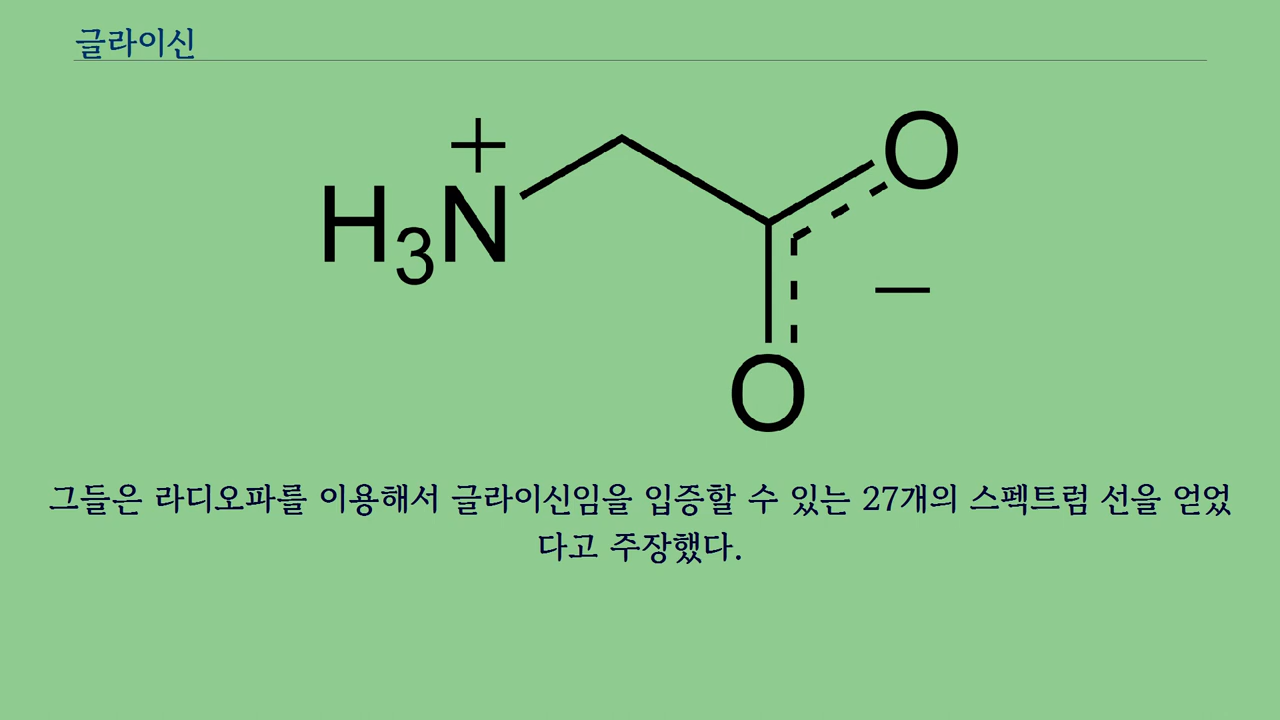 글라이신
+
H3N
O
−
O
그들은 라디오파를 이용해서 글라이신임을 입증할 수 있는 27개의 스펙트럼 선을 얻었
다고 주장했다.